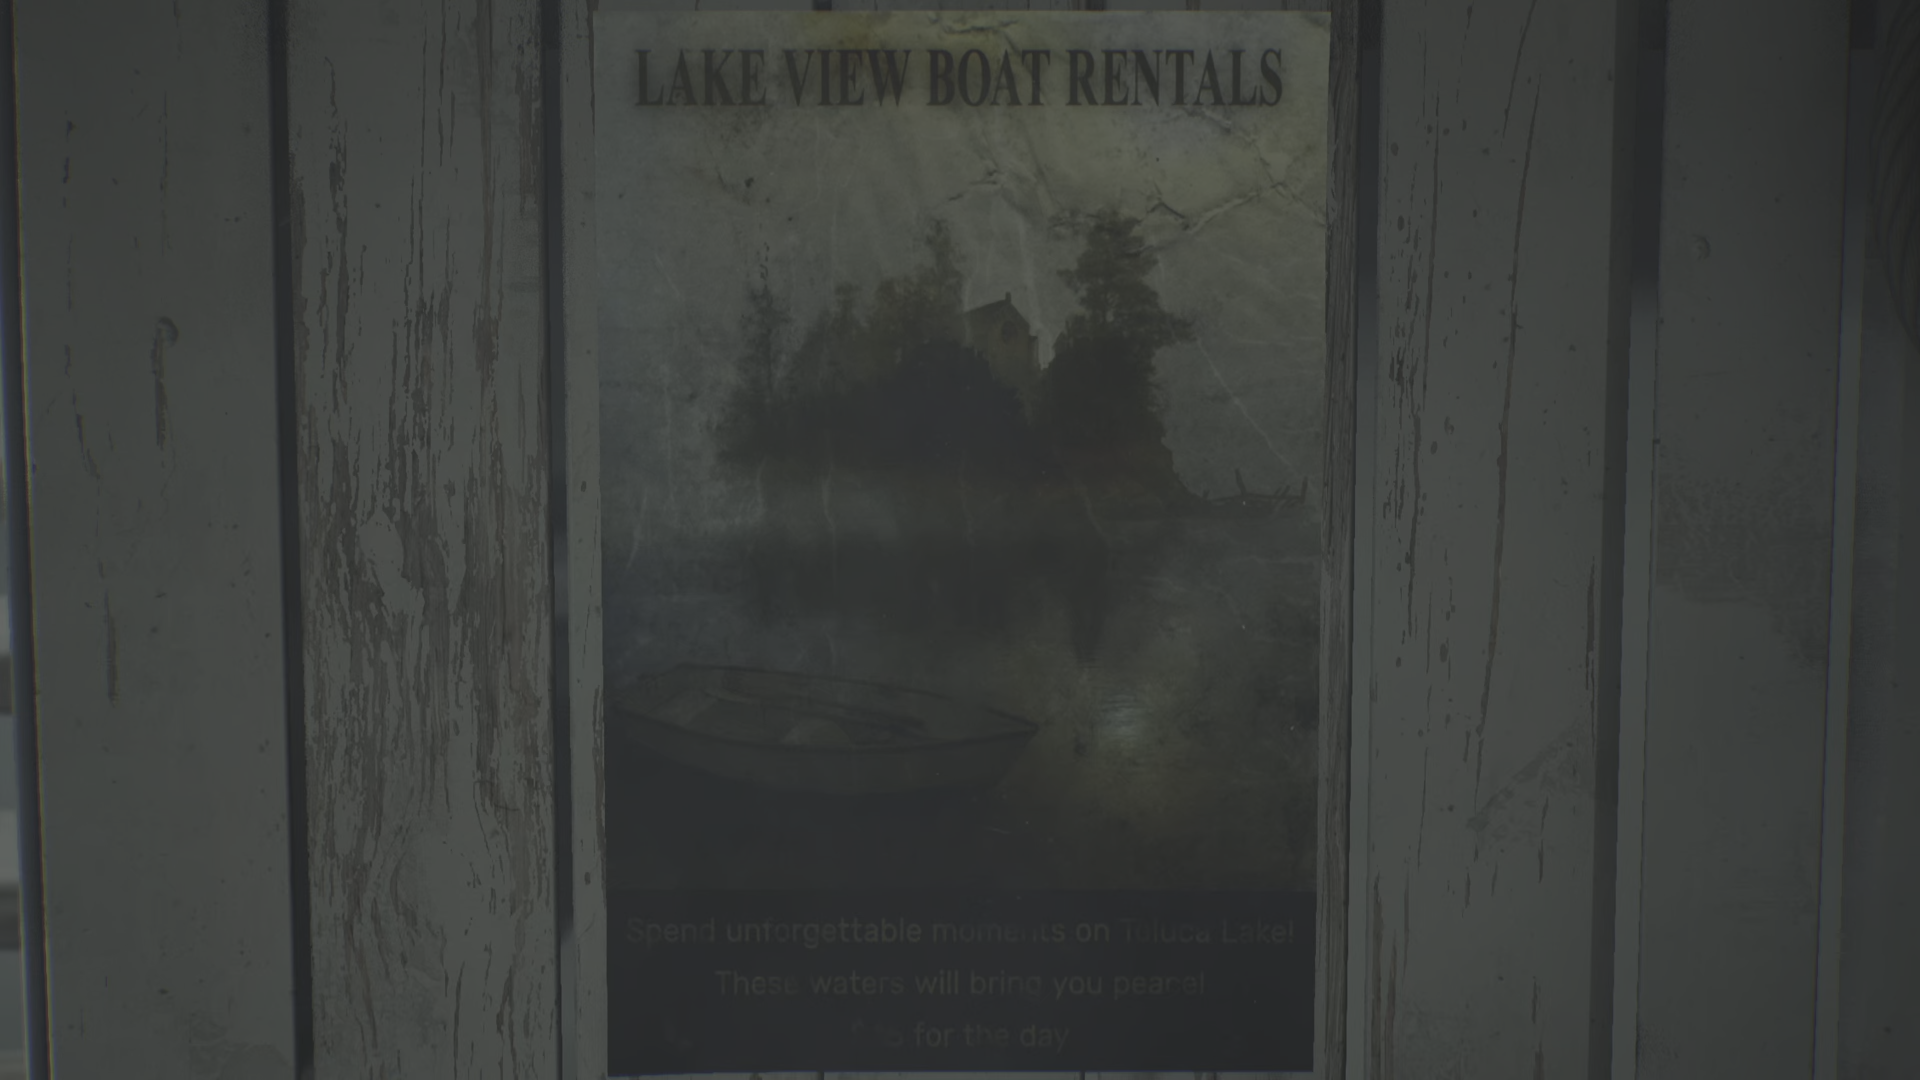 LAKE VIEW BOAT RENTALS
Spend unforgettable moments on Toluca Lake!
These waters will bring you peace!
for the day